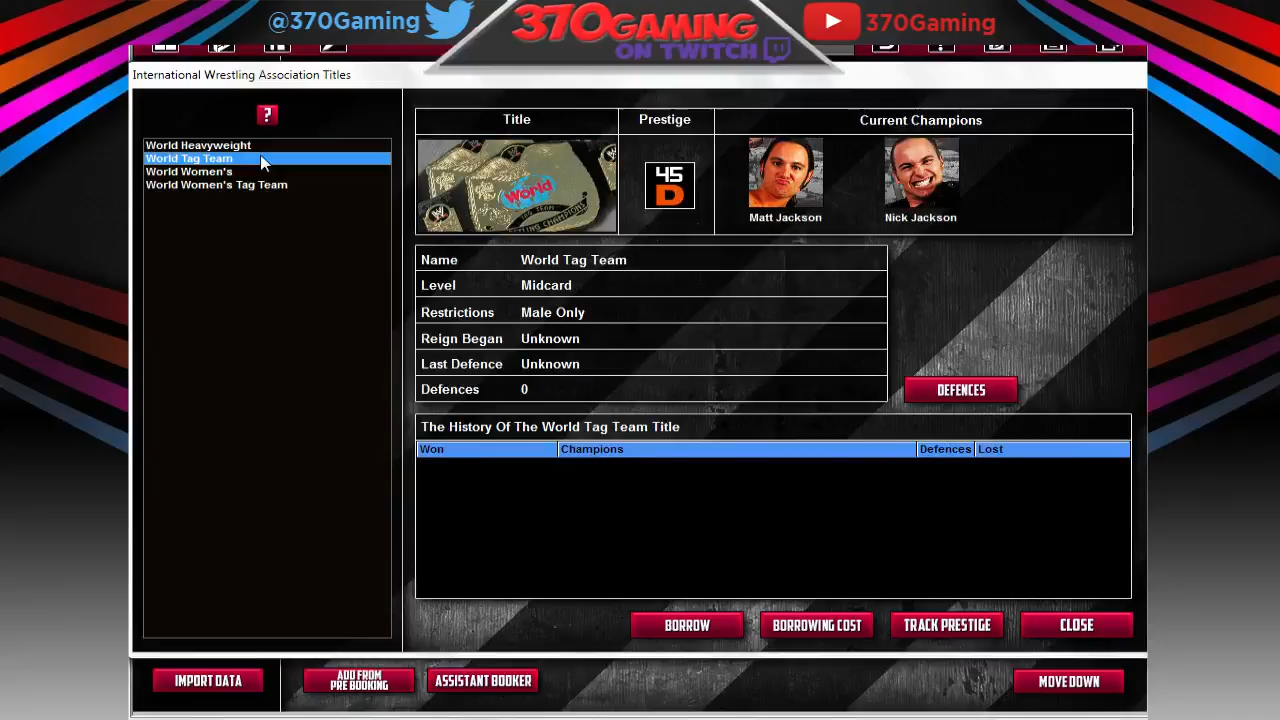 @370Gaming
370GAMING
ON TWITCH
370Gaming
International Wrestling Association Titles
?
World Heavyweight
World Tag Team
World Women's
World Women's Tag Team
Title
Prestige
Current Champions
World
TAG TEAM
45
D
Matt Jackson
Nick Jackson
Name World Tag Team
Level Midcard
Restrictions Male Only
Reign Began Unknown
Last Defence Unknown
Defences 0
DEFENCES
The History Of The World Tag Team Title
Won Champions Defences Lost
BORROW
BORROWING COST
TRACK PRESTIGE
CLOSE
IMPORT DATA
ADD FROM
PRE BOOKING
ASSISTANT BOOKER
MOVE DOWN